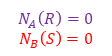 N_A(R) = 0
N_B(S) = 0